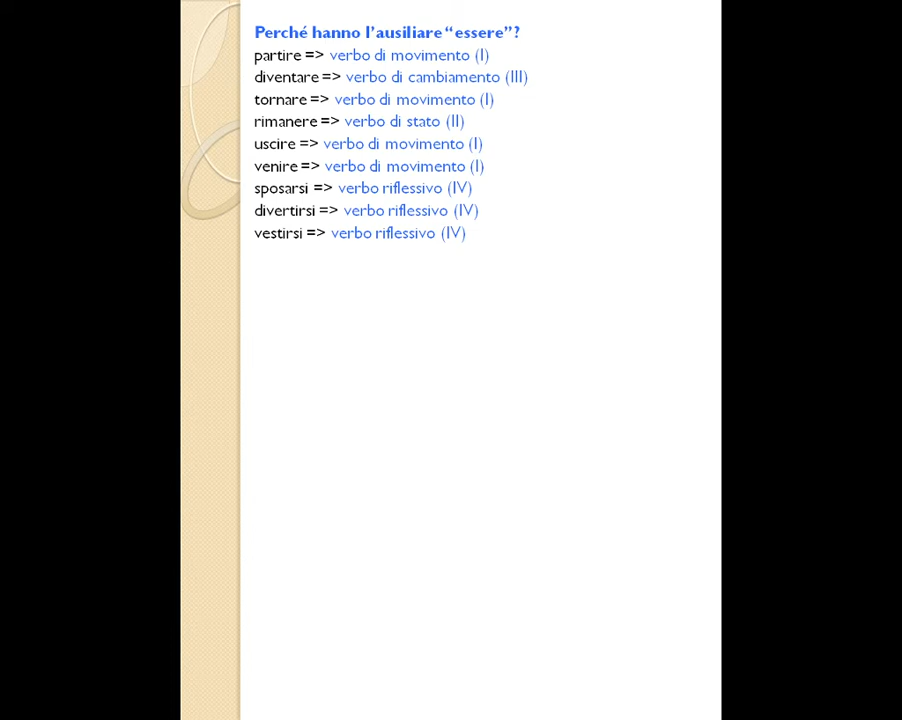 Perché hanno l’ausiliare “essere”?
partire => verbo di movimento (I)
diventare => verbo di cambiamento (III)
tornare => verbo di movimento (I)
rimanere => verbo di stato (II)
uscire => verbo di movimento (I)
venire => verbo di movimento (I)
sposarsi => verbo riflessivo (IV)
divertirsi => verbo riflessivo (IV)
vestirsi => verbo riflessivo (IV)